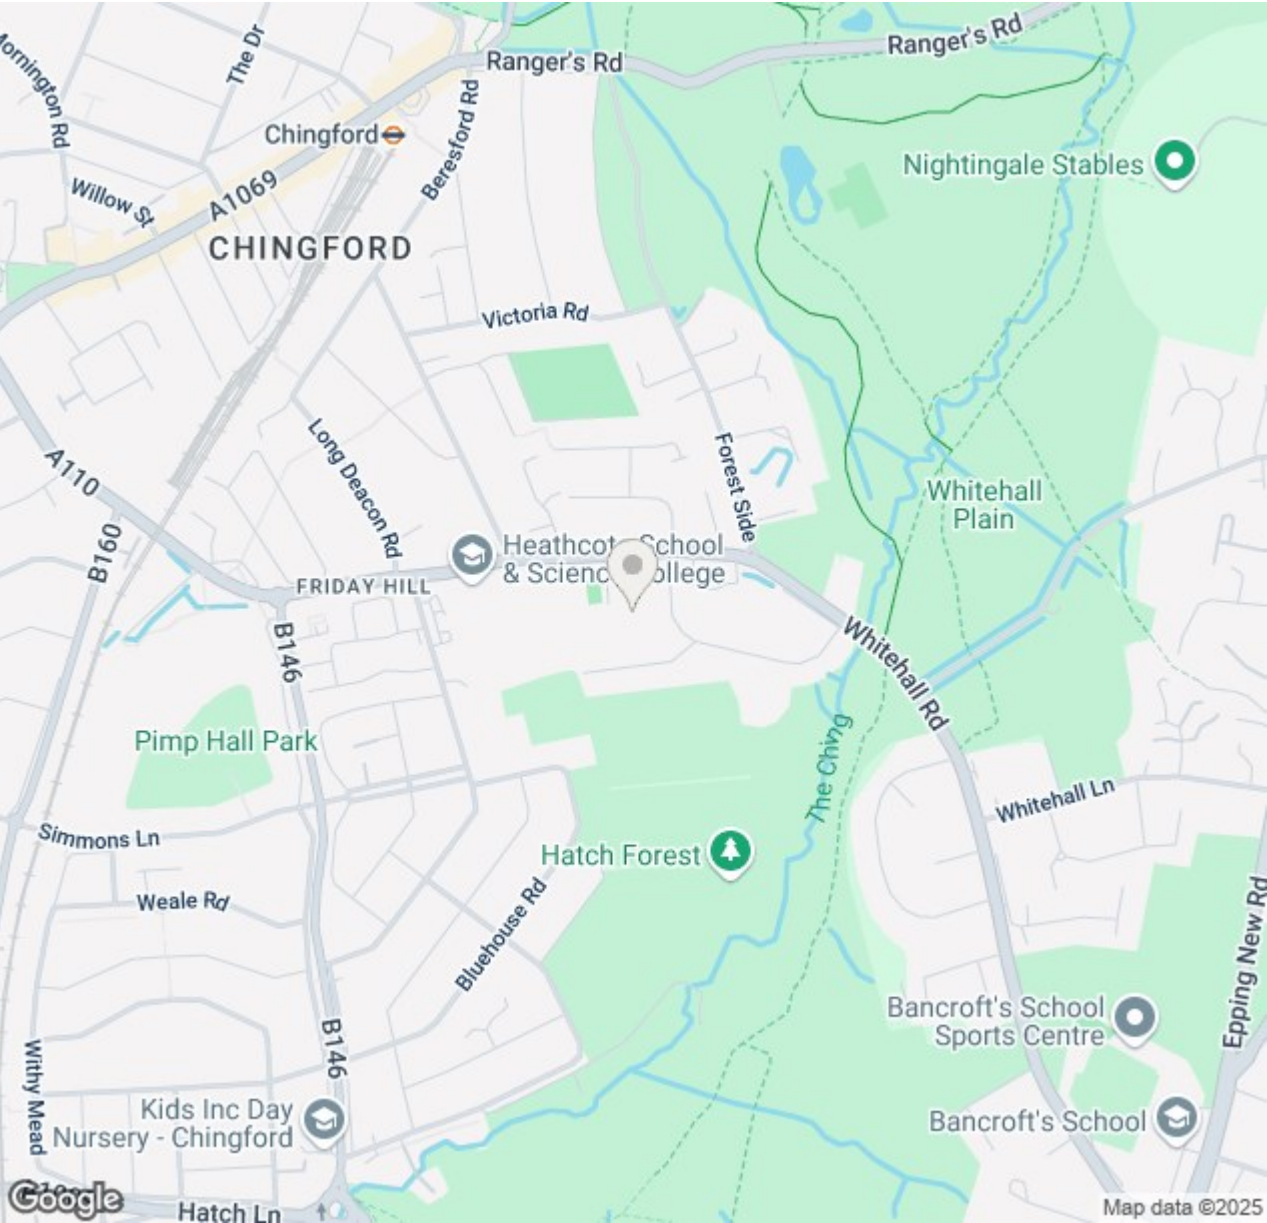 Ranger's Rd
Ranger's Rd
Mornington Rd
The Dr
Chingford
Beresford Rd
Nightingale Stables
Willow St
A1069
CHINGFORD
Victoria Rd
Long Deacon Rd
Forest Side
A110
Whitehall
Plain
B160
Heathcote School
& Science College
FRIDAY HILL
B146
Whitehall Rd
Pimp Hall Park
The Ching
Whitehall Ln
Simmons Ln
Hatch Forest
Weale Rd
Bluehouse Rd
Epping New Rd
Bancroft's School
Sports Centre
B146
Withy Mead
Kids Inc Day
Nursery - Chingford
Bancroft's School
Google
Hatch Ln
Map data ©2025